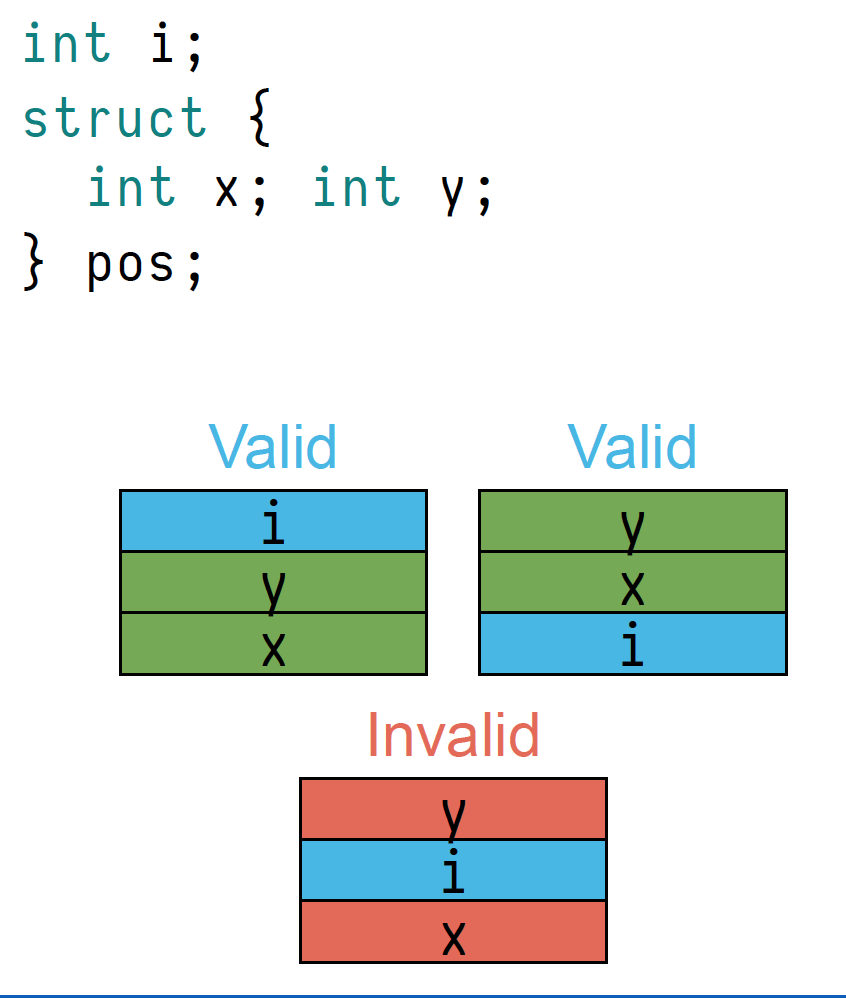 int i;
struct {
  int x; int y;
} pos;
Valid
i
y
x
Valid
y
x
i
Invalid
y
i
x